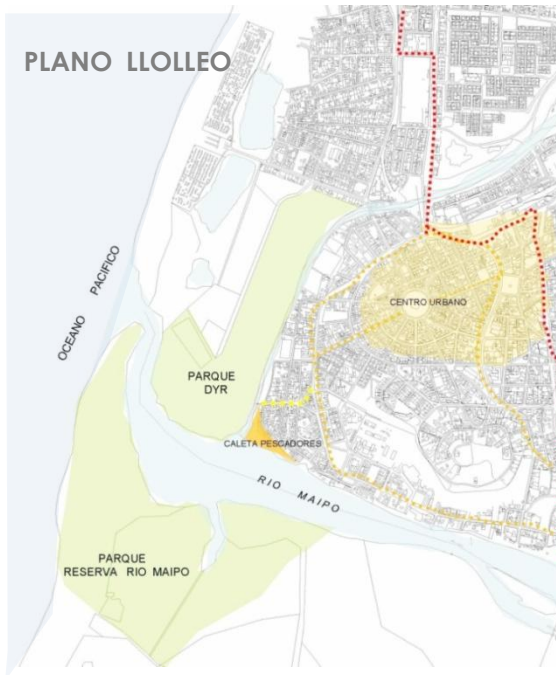 PLANO LLOLLEO
OCEANO PACIFICO
CENTRO URBANO
PARQUE
DYR
CALETA PESCADORES
RIO MAIPO
PARQUE
RESERVA RIO MAIPO